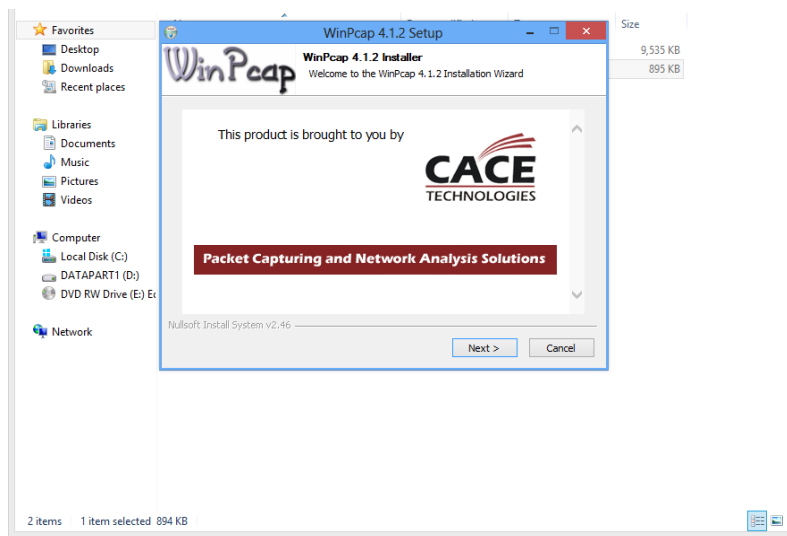 Favorites
Desktop
Downloads
Recent places
Libraries
Documents
Music
Pictures
Videos
Computer
Local Disk (C:)
DATAPART1 (D:)
DVD RW Drive (E:)
Network
WinPcap 4.1.2 Setup
WinPcap
WinPcap 4.1.2 Installer
Welcome to the WinPcap 4.1.2 Installation Wizard
This product is brought to you by
CACE
TECHNOLOGIES
Packet Capturing and Network Analysis Solutions
Nullsoft Install System v2.46
Next >
Cancel
Size
9,535 KB
895 KB
2 items 1 item selected 894 KB